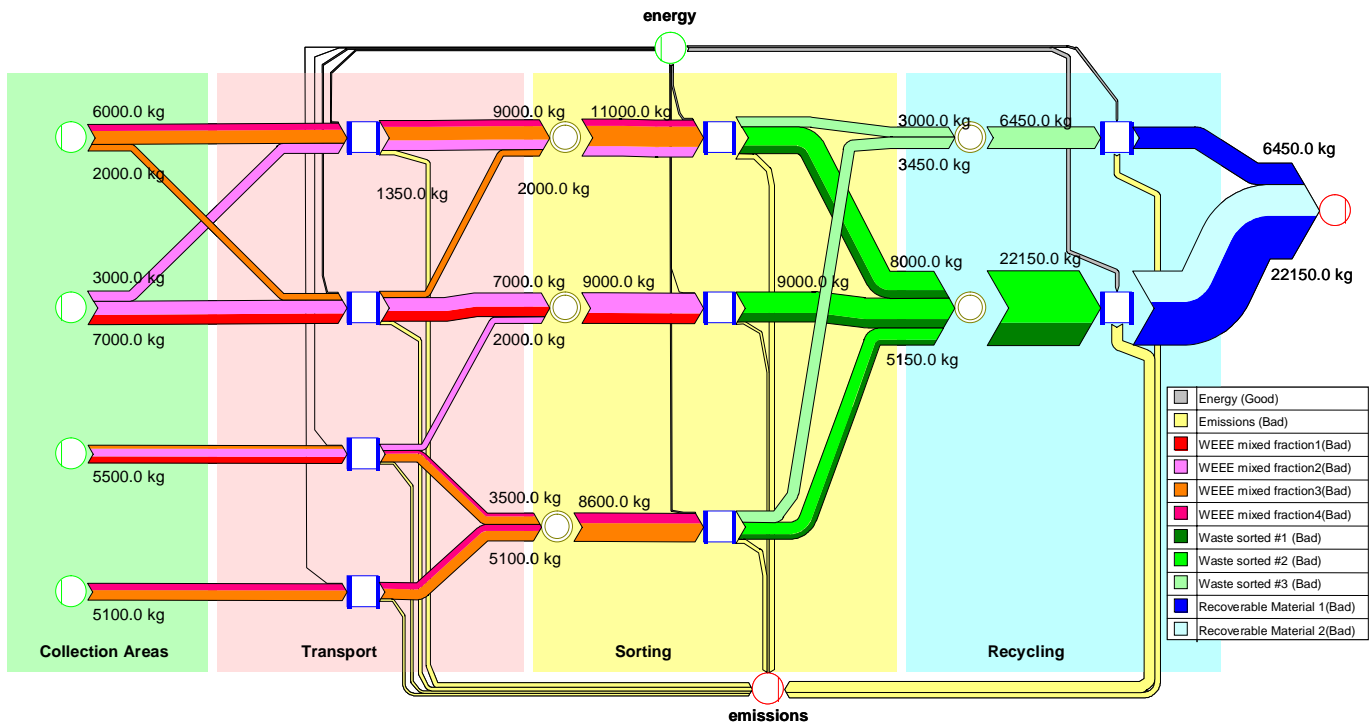 energy
6000.0 kg
9000.0 kg
11000.0 kg
3000.0 kg
6450.0 kg
6450.0 kg
2000.0 kg
1350.0 kg
2000.0 kg
3450.0 kg
3000.0 kg
7000.0 kg
9000.0 kg
9000.0 kg
8000.0 kg
22150.0 kg
22150.0 kg
7000.0 kg
2000.0 kg
5150.0 kg
5500.0 kg
3500.0 kg
8600.0 kg
5100.0 kg
5100.0 kg
Energy (Good)
Emissions (Bad)
WEEE mixed fraction1(Bad)
WEEE mixed fraction2(Bad)
WEEE mixed fraction3(Bad)
WEEE mixed fraction4(Bad)
Waste sorted #1 (Bad)
Waste sorted #2 (Bad)
Waste sorted #3 (Bad)
Recoverable Material 1(Bad)
Recoverable Material 2(Bad)
Collection Areas
Transport
Sorting
Recycling
emissions